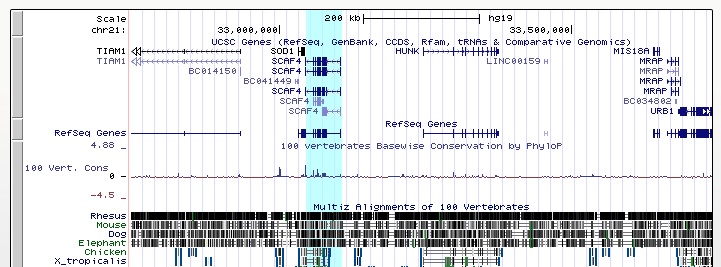 Scale 200 kb hg19
chr21: 33,000,000 33,500,000
UCSC Genes (RefSeq, GenBank, CCDS, Rfam, tRNAs & Comparative Genomics)
TIAM1 SOD1 HUNK MIS18A
TIAM1 SCAF4 LINC00159 MRAP
BC014150 SCAF4 MRAP
BC041449 MRAP
SCAF4 MRAP
SCAF4 BC034802
SCAF4 URB1
RefSeq Genes
RefSeq Genes
4.88 100 vertebrates Basewise Conservation by PhyloP
100 Vert. Cons
0
-4.5
Multiz Alignments of 100 Vertebrates
Rhesus
Mouse
Dog
Elephant
Chicken
X_tropicalis